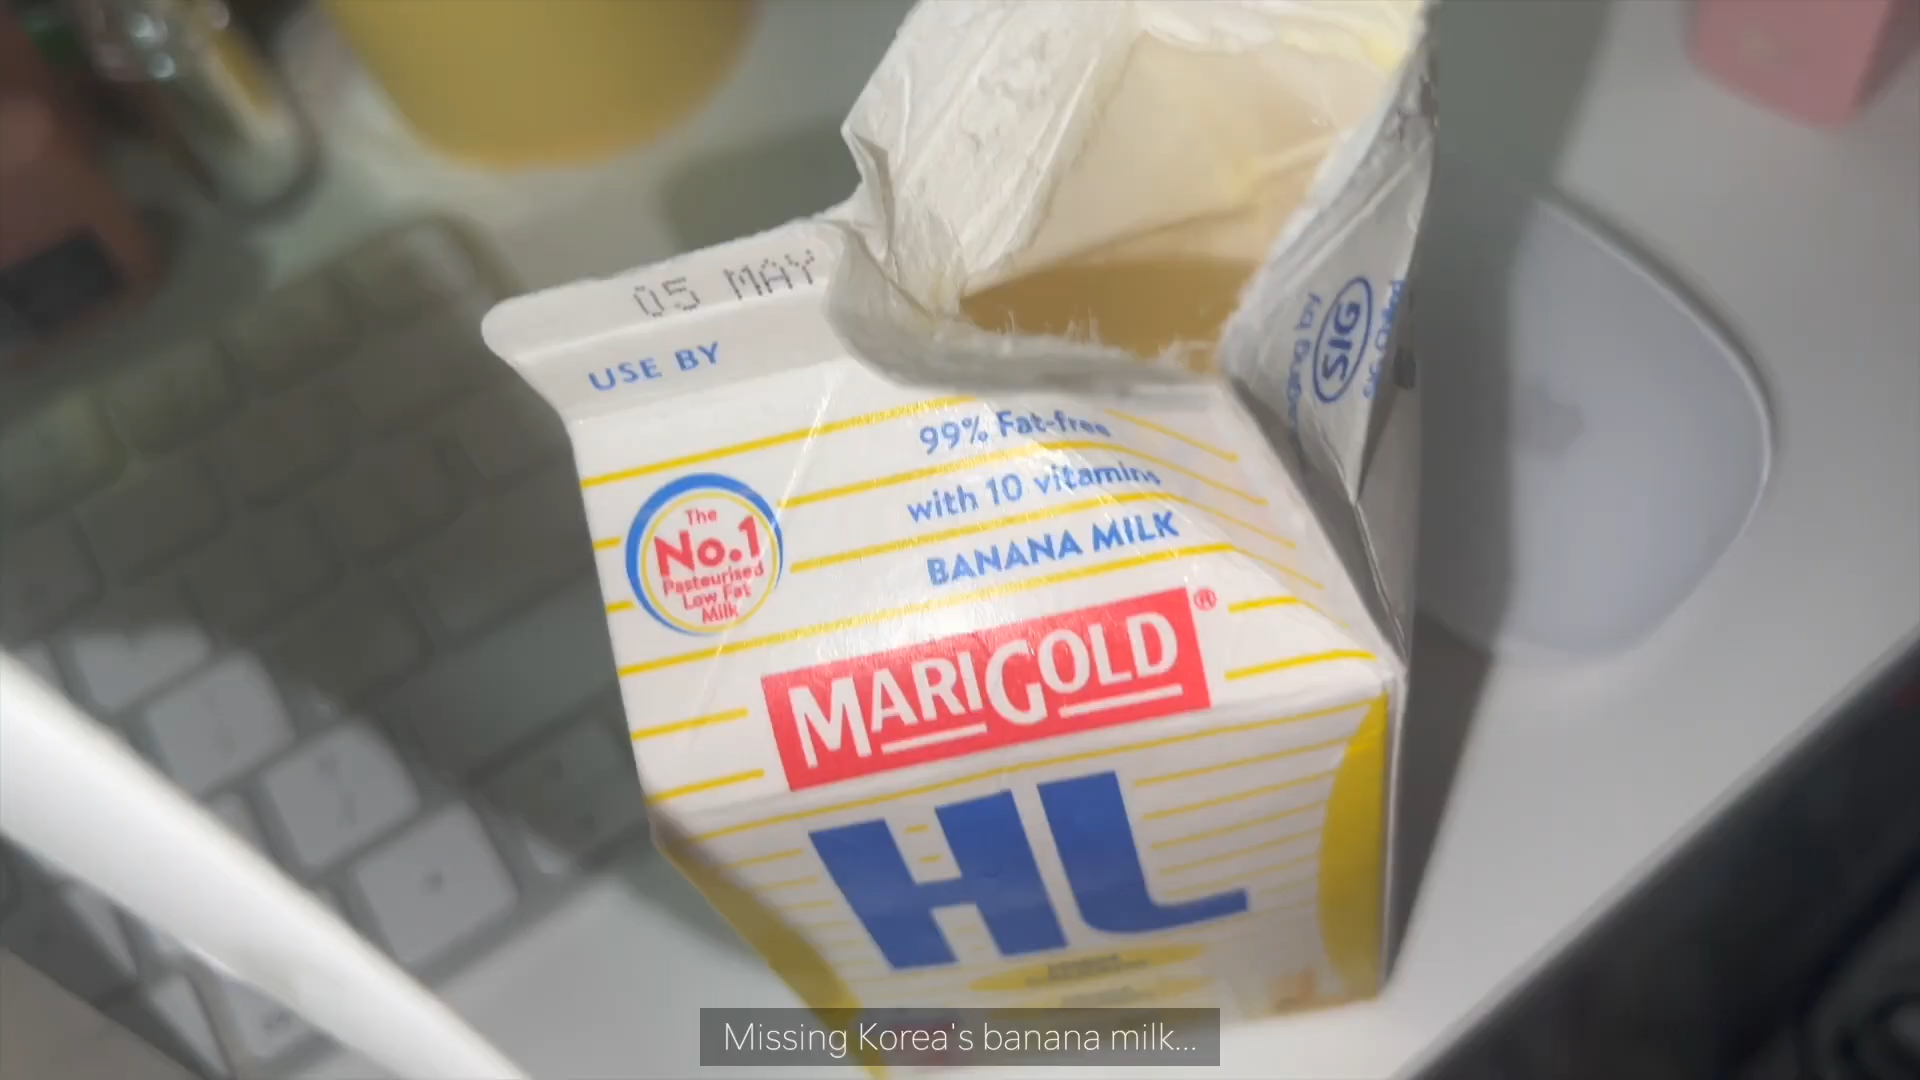 05 MAY
USE BY
99% Fat-free
with 10 vitamins
BANANA MILK
The
No.1
Pasteurised
Low Fat
Milk
MARIGOLD®
HL
SIG
Missing Korea's banana milk...